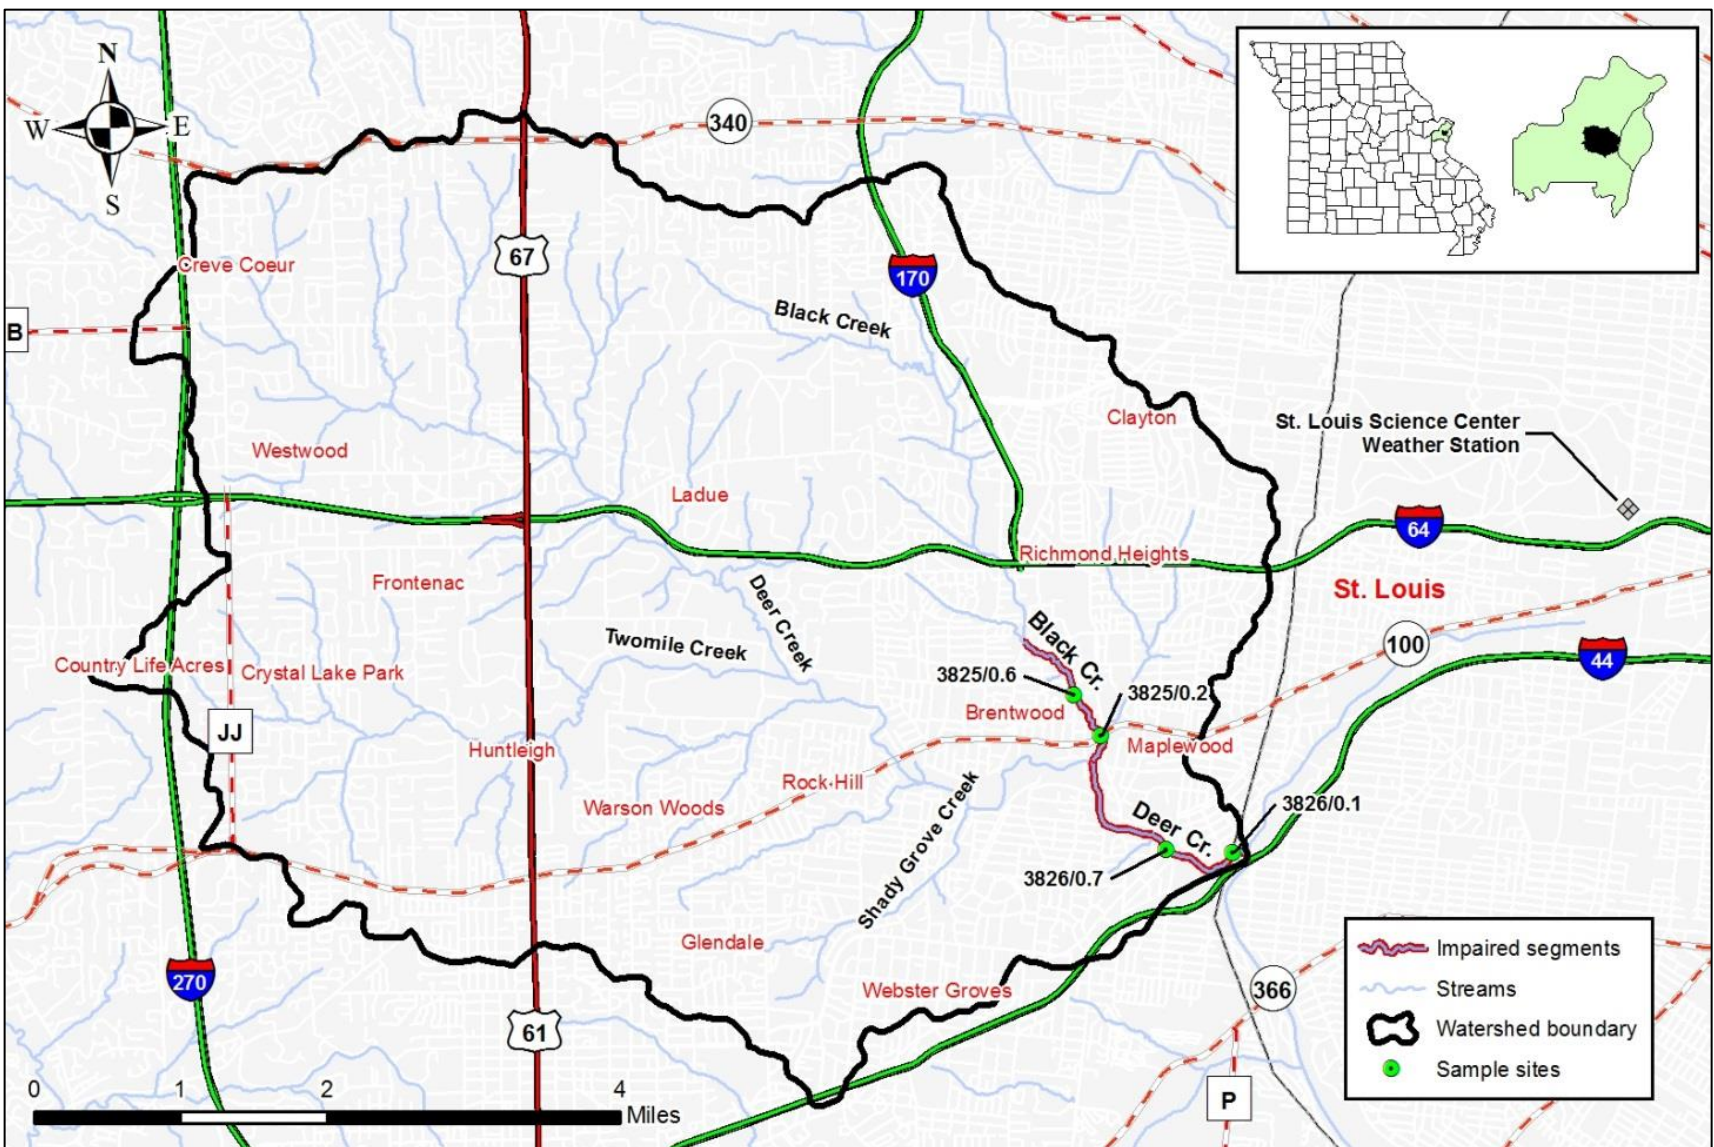 N
W
E
S
340
67
170
Creve Coeur
B
Black Creek
Clayton
St. Louis Science Center
Weather Station
Westwood
Ladue
64
Richmond Heights
Frontenac
St. Louis
Deer Creek
Twomile Creek
Black Cr.
100
44
Country Life Acres
Crystal Lake Park
3825/0.6
3825/0.2
Brentwood
JJ
Huntleigh
Maplewood
Rock Hill
Warson Woods
Shady Grove Creek
Deer Cr.
3826/0.1
3826/0.7
Glendale
Webster Groves
270
366
61
P
Impaired segments
Streams
Watershed boundary
Sample sites
0 1 2 4
Miles